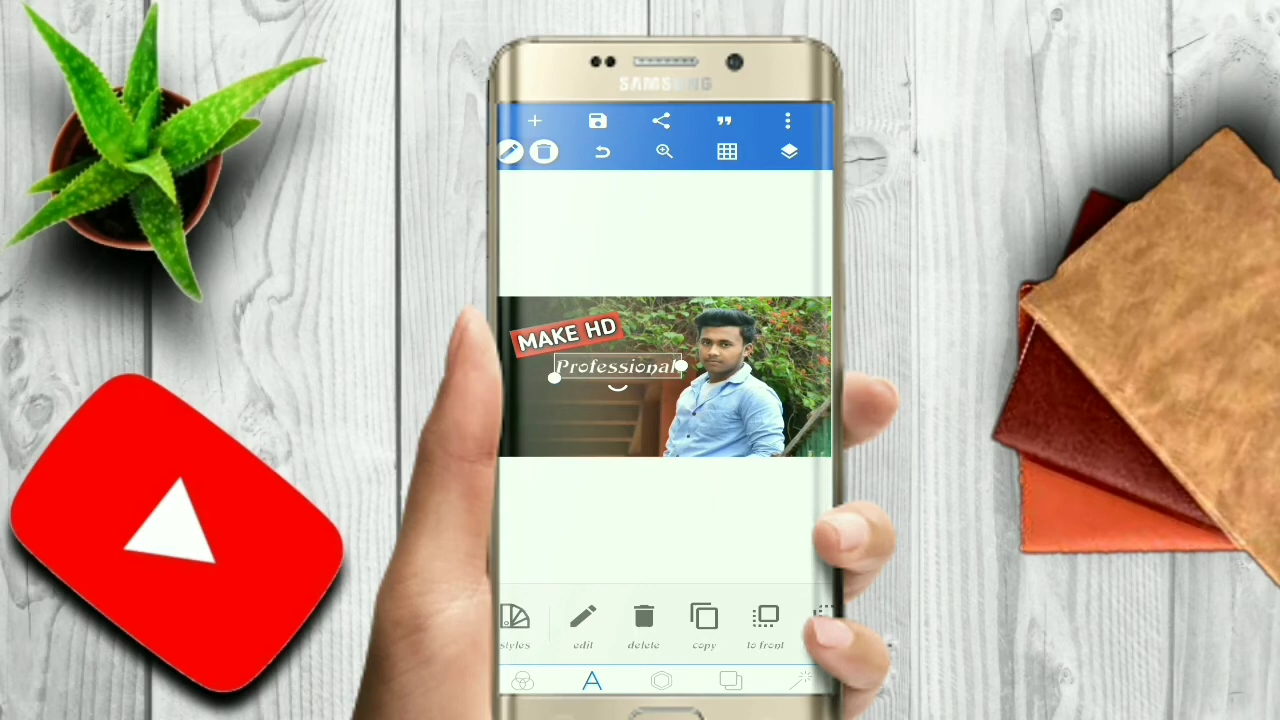 SAMSUNG
MAKE HD
Professional
styles
edit
delete
copy
to front